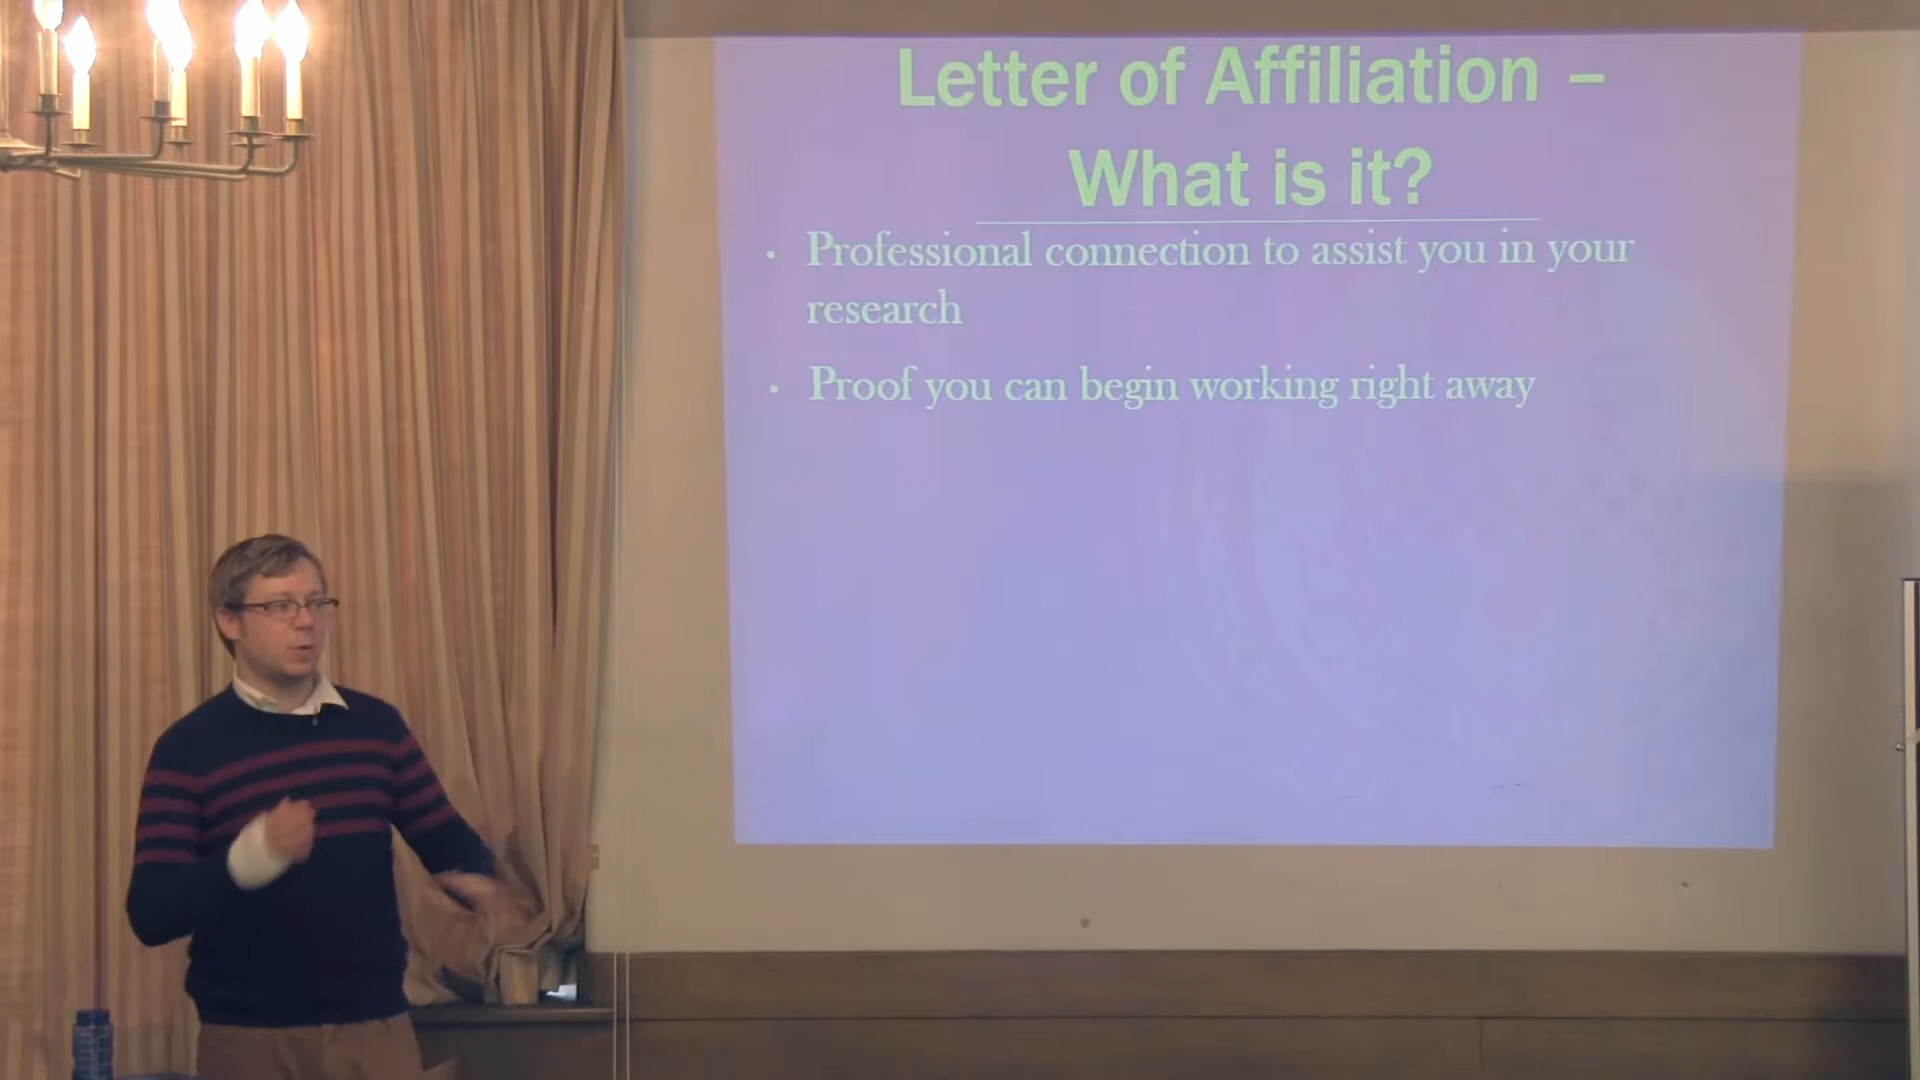 Letter of Affiliation –
What is it?
· Professional connection to assist you in your
research
· Proof you can begin working right away